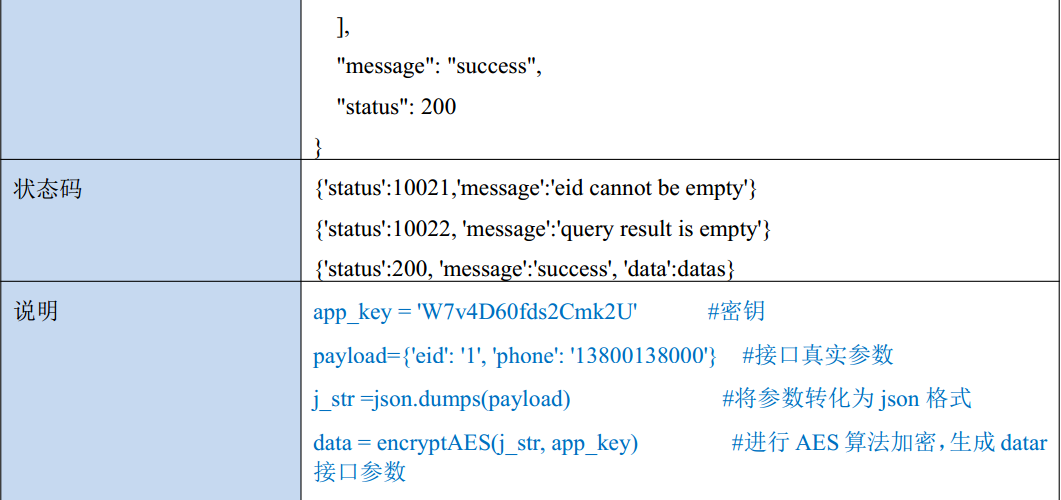 ],
"message": "success",
"status": 200
}
状态码
{'status':10021,'message':'eid cannot be empty'}
{'status':10022, 'message':'query result is empty'}
{'status':200, 'message':'success', 'data':datas}
说明
app_key = 'W7v4D60fds2Cmk2U' #密钥
payload={'eid': '1', 'phone': '13800138000'} #接口真实参数
j_str =json.dumps(payload) #将参数转化为 json 格式
data = encryptAES(j_str, app_key) #进行 AES 算法加密，生成 datar
接口参数